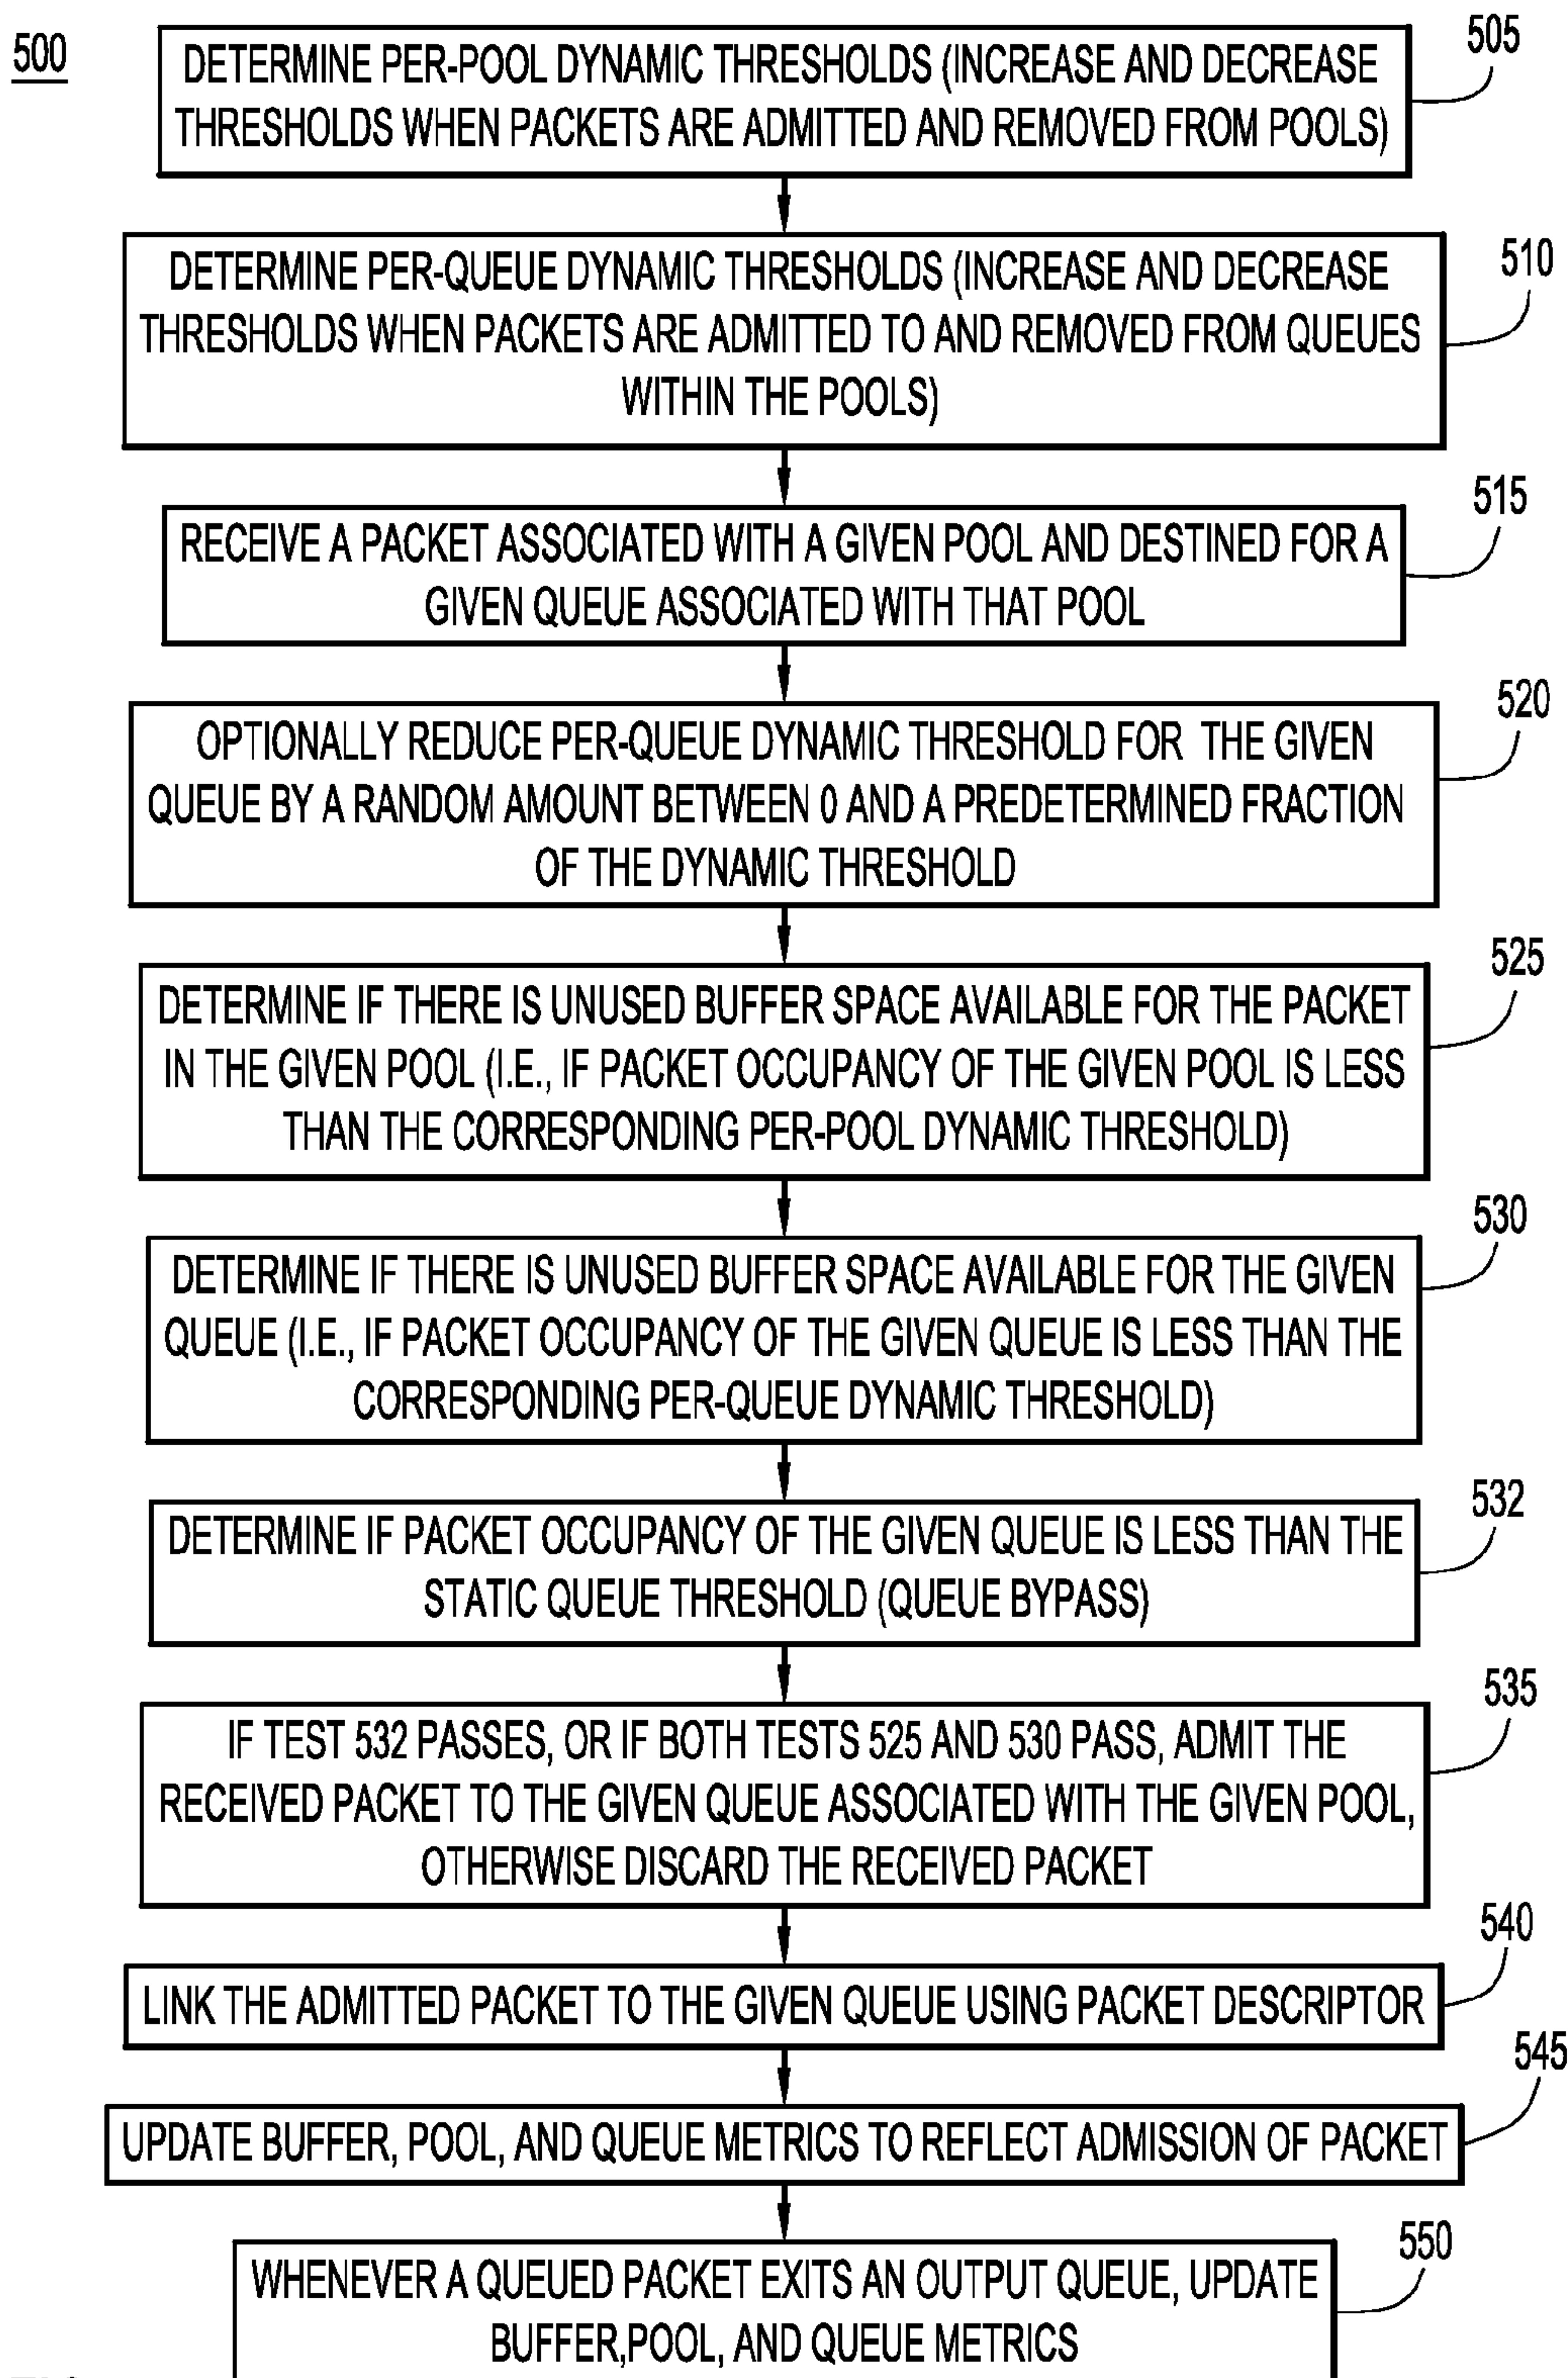 500
505
DETERMINE PER-POOL DYNAMIC THRESHOLDS (INCREASE AND DECREASE
THRESHOLDS WHEN PACKETS ARE ADMITTED AND REMOVED FROM POOLS)
510
DETERMINE PER-QUEUE DYNAMIC THRESHOLDS (INCREASE AND DECREASE
THRESHOLDS WHEN PACKETS ARE ADMITTED TO AND REMOVED FROM QUEUES
WITHIN THE POOLS)
515
RECEIVE A PACKET ASSOCIATED WITH A GIVEN POOL AND DESTINED FOR A
GIVEN QUEUE ASSOCIATED WITH THAT POOL
520
OPTIONALLY REDUCE PER-QUEUE DYNAMIC THRESHOLD FOR THE GIVEN
QUEUE BY A RANDOM AMOUNT BETWEEN 0 AND A PREDETERMINED FRACTION
OF THE DYNAMIC THRESHOLD
525
DETERMINE IF THERE IS UNUSED BUFFER SPACE AVAILABLE FOR THE PACKET
IN THE GIVEN POOL (I.E., IF PACKET OCCUPANCY OF THE GIVEN POOL IS LESS
THAN THE CORRESPONDING PER-POOL DYNAMIC THRESHOLD)
530
DETERMINE IF THERE IS UNUSED BUFFER SPACE AVAILABLE FOR THE GIVEN
QUEUE (I.E., IF PACKET OCCUPANCY OF THE GIVEN QUEUE IS LESS THAN THE
CORRESPONDING PER-QUEUE DYNAMIC THRESHOLD)
532
DETERMINE IF PACKET OCCUPANCY OF THE GIVEN QUEUE IS LESS THAN THE
STATIC QUEUE THRESHOLD (QUEUE BYPASS)
535
IF TEST 532 PASSES, OR IF BOTH TESTS 525 AND 530 PASS, ADMIT THE
RECEIVED PACKET TO THE GIVEN QUEUE ASSOCIATED WITH THE GIVEN POOL,
OTHERWISE DISCARD THE RECEIVED PACKET
540
LINK THE ADMITTED PACKET TO THE GIVEN QUEUE USING PACKET DESCRIPTOR
545
UPDATE BUFFER, POOL, AND QUEUE METRICS TO REFLECT ADMISSION OF PACKET
550
WHENEVER A QUEUED PACKET EXITS AN OUTPUT QUEUE, UPDATE
BUFFER,POOL, AND QUEUE METRICS